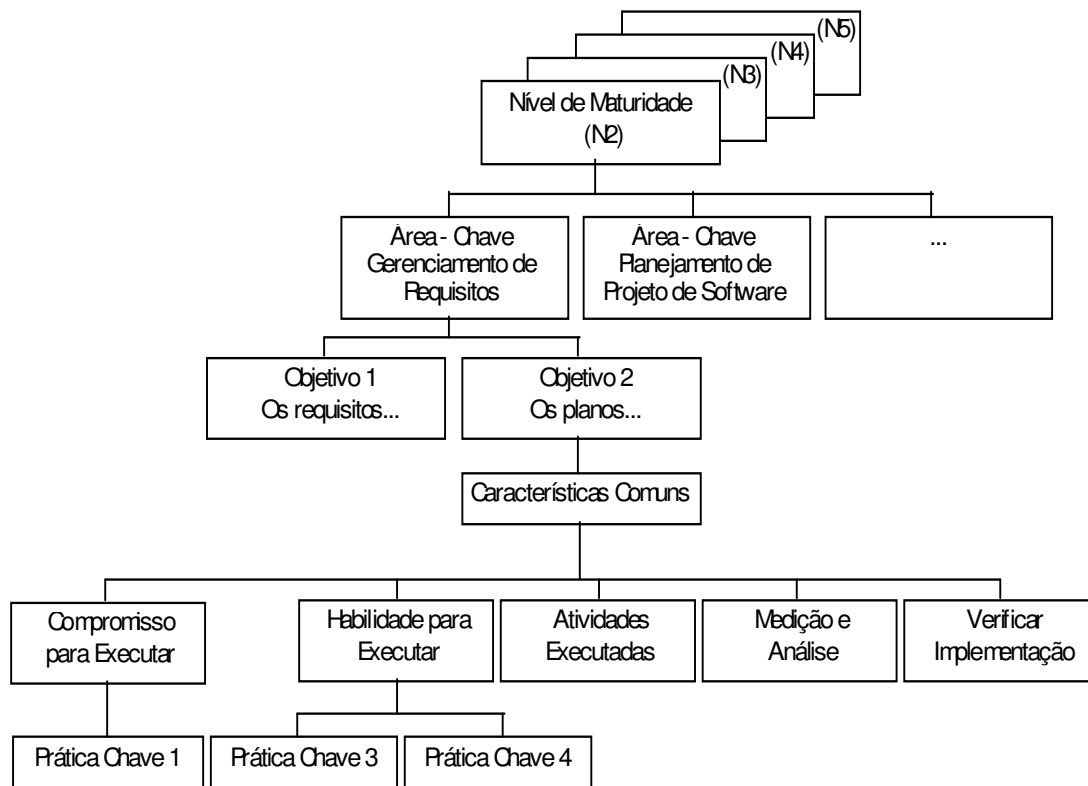 (N5)
(N4)
(N3)
Nível de Maturidade
(N2)
Área - Chave
Gerenciamento de
Requisitos
Área - Chave
Planejamento de
Projeto de Software
...
Objetivo 1
Os requisitos...
Objetivo 2
Os planos...
Características Comuns
Compromisso
para Executar
Habilidade para
Executar
Atividades
Executadas
Medição e
Análise
Verificar
Implementação
Prática Chave 1
Prática Chave 3
Prática Chave 4